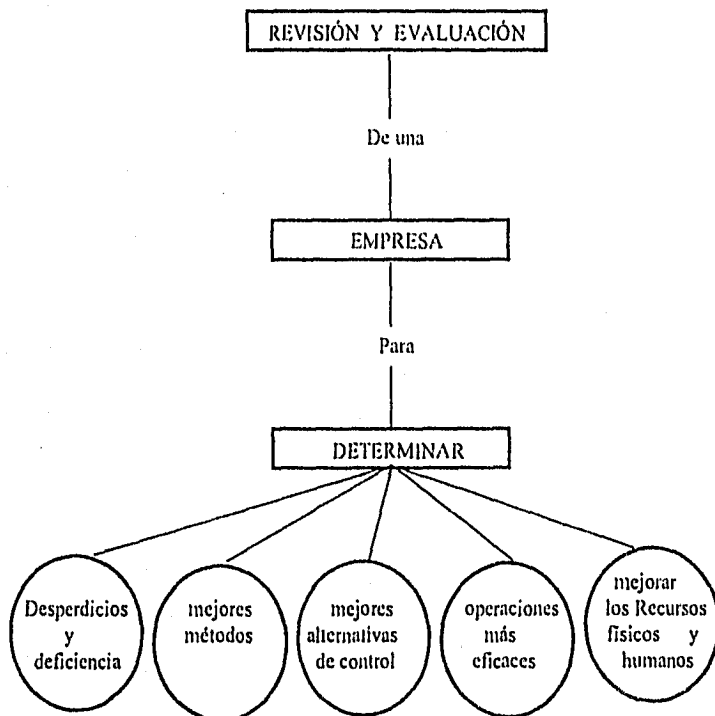 REVISIÓN Y EVALUACIÓN
De una
EMPRESA
Para
DETERMINAR
Desperdicios
y
deficiencia
mejores
métodos
mejores
alternativas
de control
operaciones
más
eficaces
mejorar
los Recursos
físicos y
humanos